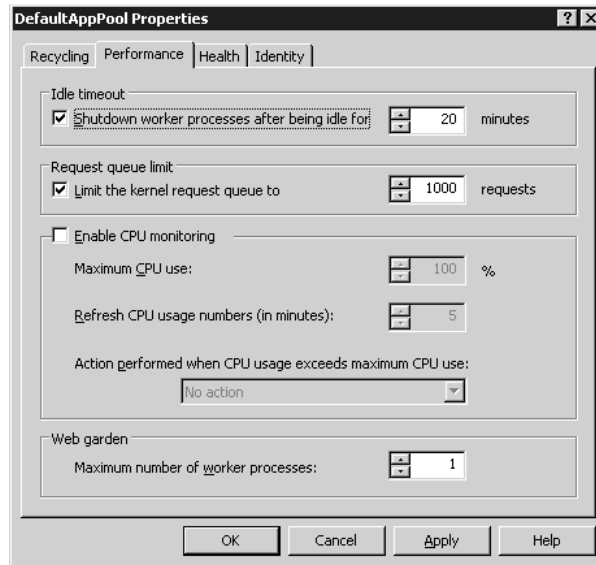 DefaultAppPool Properties
Recycling Performance Health Identity
Idle timeout
Shutdown worker processes after being idle for 20 minutes
Request queue limit
Limit the kernel request queue to 1000 requests
Enable CPU monitoring
Maximum CPU use: 100 %
Refresh CPU usage numbers (in minutes): 5
Action performed when CPU usage exceeds maximum CPU use:
No action
Web garden
Maximum number of worker processes: 1
OK Cancel Apply Help